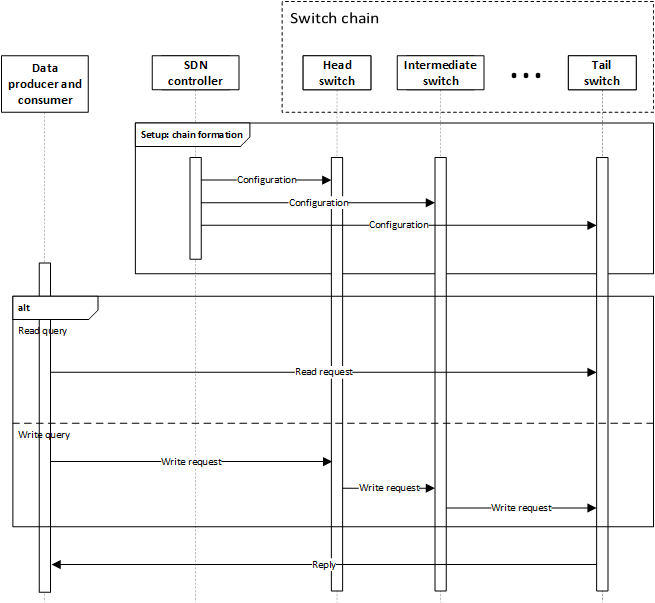 Switch chain
Data
producer and
consumer
SDN
controller
Head
switch
Intermediate
switch
Tail
switch
Setup: chain formation
Configuration
Configuration
Configuration
alt
Read query
Read request
Write query
Write request
Write request
Write request
Reply